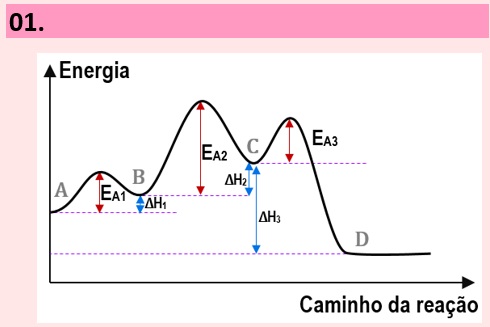 01.
Energia
C
B
A
EA1
EA2
EA3
ΔH1
ΔH2
ΔH3
D
Caminho da reação